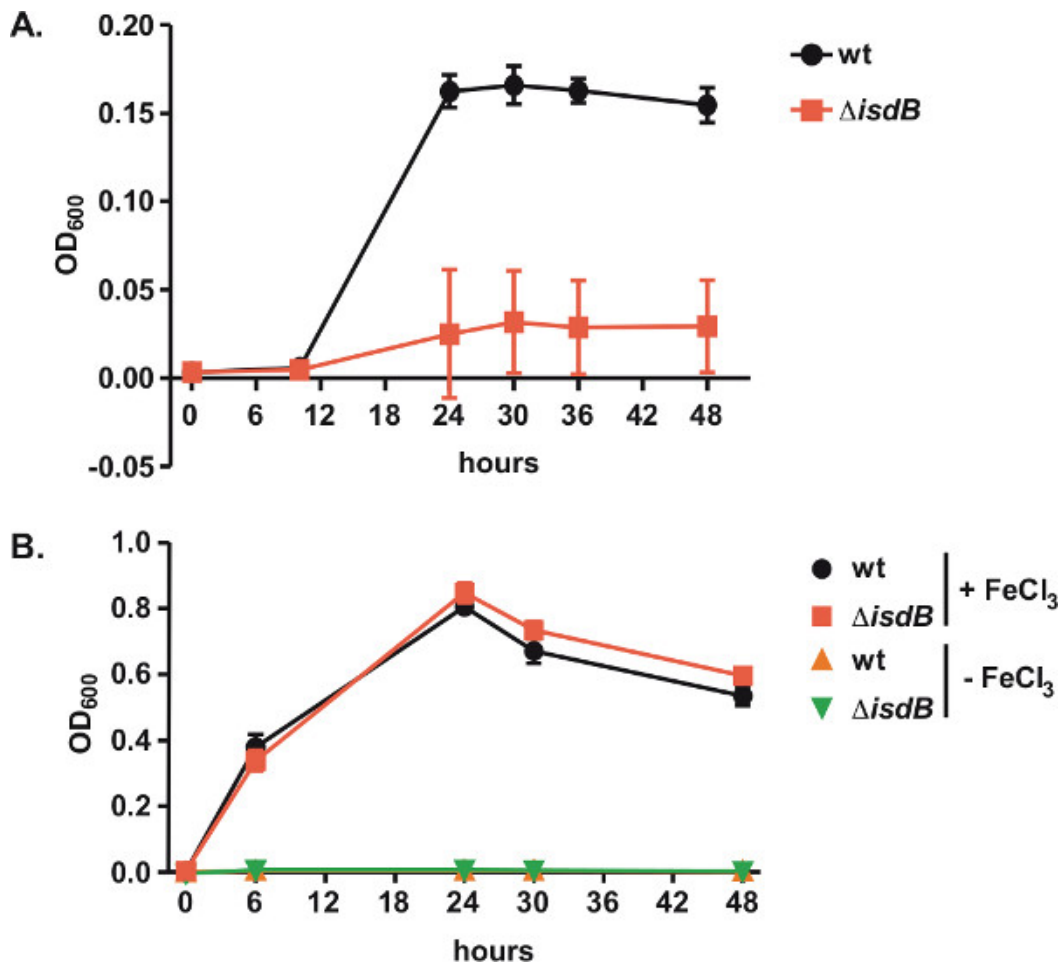 A.
0.20
0.15
0.10
0.05
0.00
-0.05
OD600
0 6 12 18 24 30 36 42 48
hours
wt
ΔisdB
B.
1.0
0.8
0.6
0.4
0.2
0.0
OD600
0 6 12 18 24 30 36 42 48
hours
wt
ΔisdB
+ FeCl3
wt
ΔisdB
- FeCl3